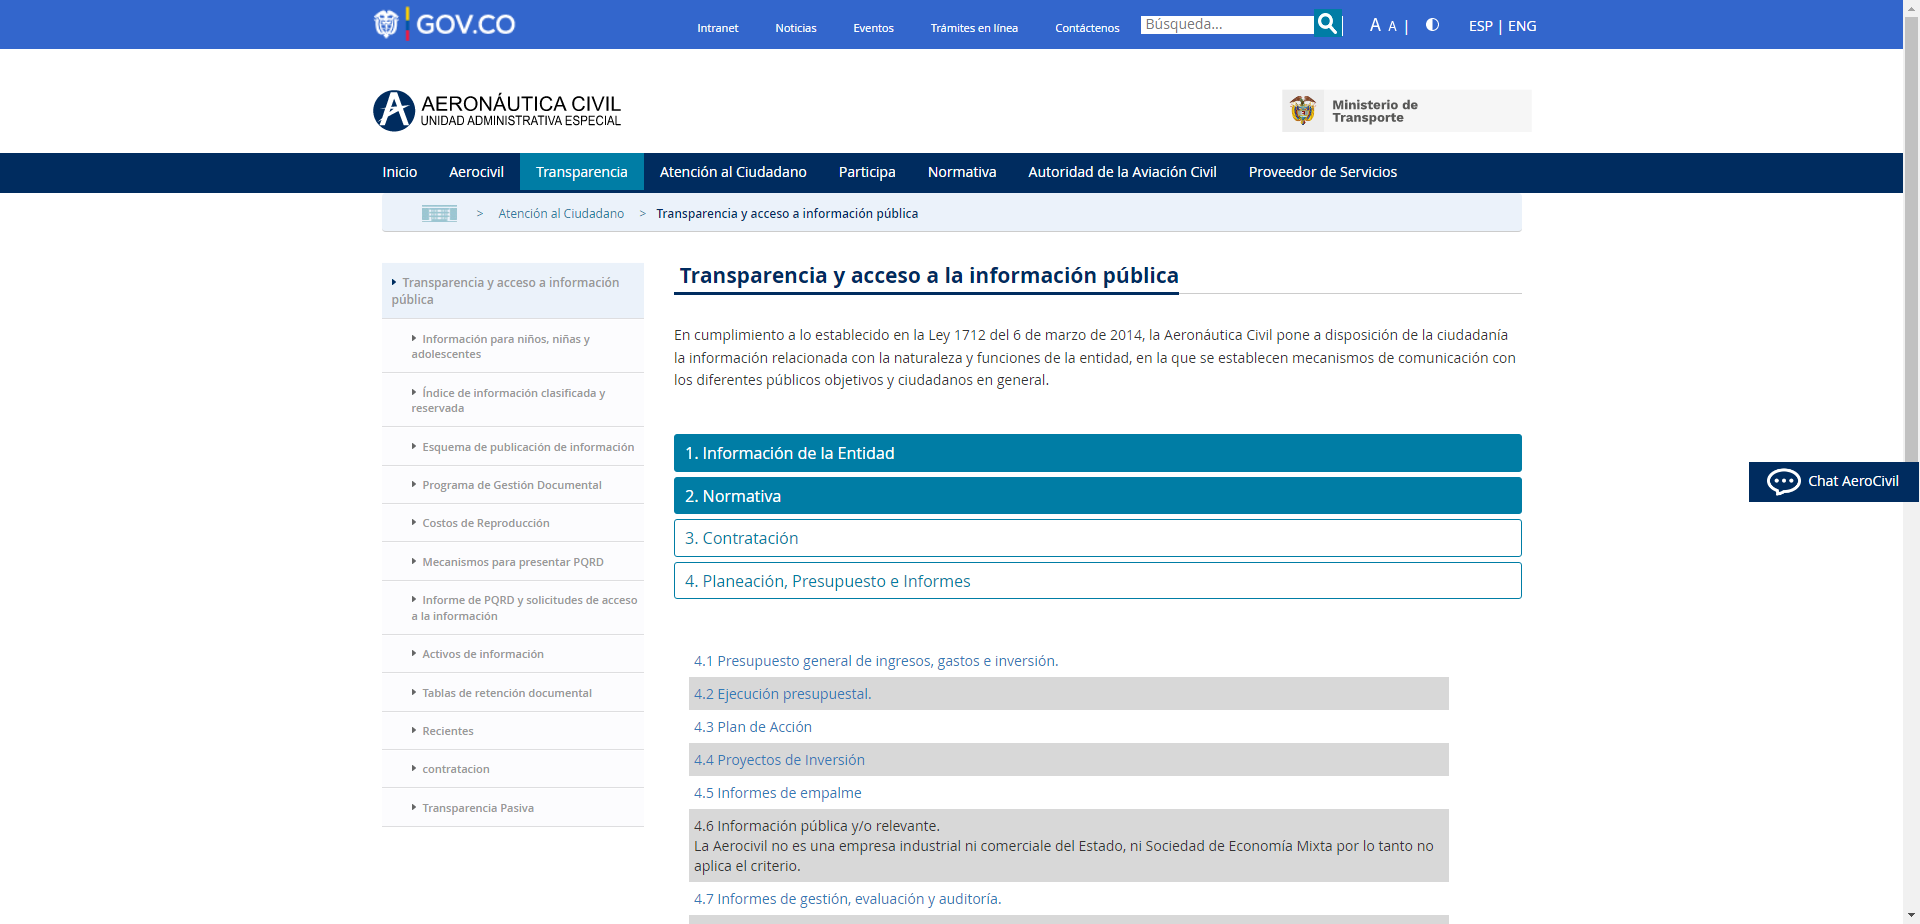 GOV.CO
Intranet
Noticias
Eventos
Trámites en línea
Contáctenos
Búsqueda...
A A |
ESP | ENG
AERONÁUTICA CIVIL
UNIDAD ADMINISTRATIVA ESPECIAL
Ministerio de
Transporte
Inicio
Aerocivil
Transparencia
Atención al Ciudadano
Participa
Normativa
Autoridad de la Aviación Civil
Proveedor de Servicios
> Atención al Ciudadano > Transparencia y acceso a información pública
Transparencia y acceso a información
pública
Información para niños, niñas y
adolescentes
Índice de información clasificada y
reservada
Esquema de publicación de información
Programa de Gestión Documental
Costos de Reproducción
Mecanismos para presentar PQRD
Informe de PQRD y solicitudes de acceso
a la información
Activos de información
Tablas de retención documental
Recientes
contratacion
Transparencia Pasiva
Transparencia y acceso a la información pública
En cumplimiento a lo establecido en la Ley 1712 del 6 de marzo de 2014, la Aeronáutica Civil pone a disposición de la ciudadanía
la información relacionada con la naturaleza y funciones de la entidad, en la que se establecen mecanismos de comunicación con
los diferentes públicos objetivos y ciudadanos en general.
1. Información de la Entidad
2. Normativa
3. Contratación
4. Planeación, Presupuesto e Informes
4.1 Presupuesto general de ingresos, gastos e inversión.
4.2 Ejecución presupuestal.
4.3 Plan de Acción
4.4 Proyectos de Inversión
4.5 Informes de empalme
4.6 Información pública y/o relevante.
La Aerocivil no es una empresa industrial ni comerciale del Estado, ni Sociedad de Economía Mixta por lo tanto no
aplica el criterio.
4.7 Informes de gestión, evaluación y auditoría.
Chat AeroCivil